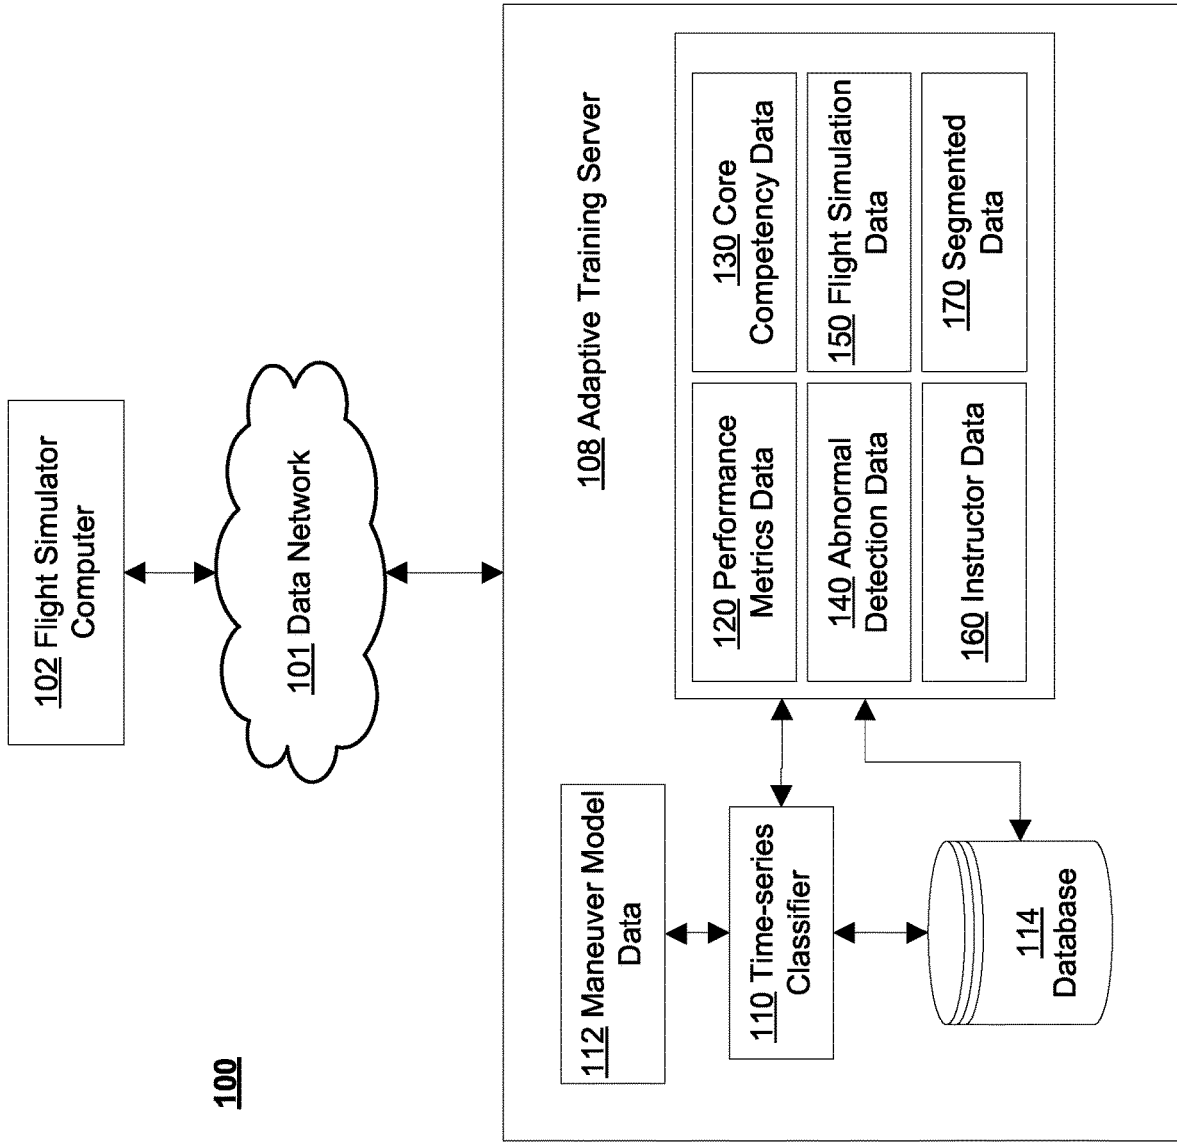 100
102 Flight Simulator
Computer
101 Data Network
108 Adaptive Training Server
112 Maneuver Model
Data
110 Time-series
Classifier
114
Database
120 Performance
Metrics Data
130 Core
Competency Data
140 Abnormal
Detection Data
150 Flight Simulation
Data
160 Instructor Data
170 Segmented
Data